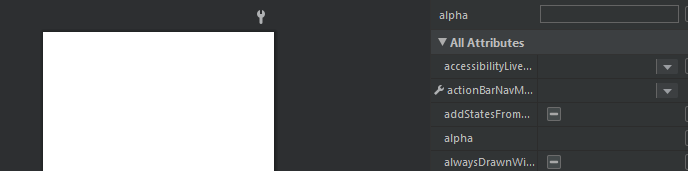 alpha
All Attributes
accessibilityLive...
actionBarNavM...
addStatesFrom...
alpha
alwaysDrawnWi...